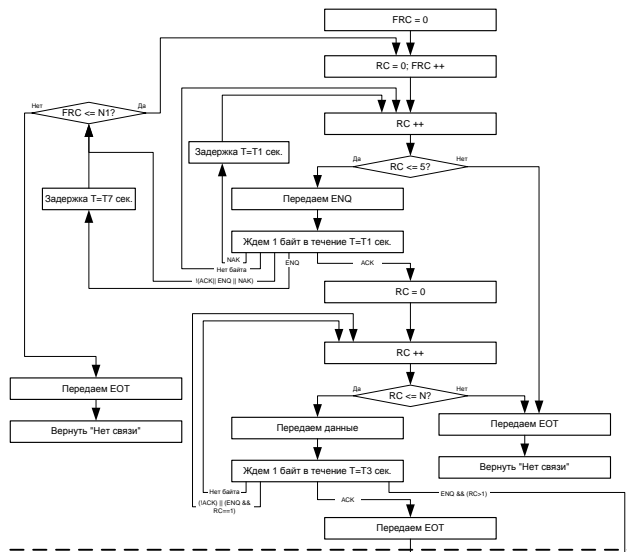 FRC = 0
RC = 0; FRC ++
Нет
FRC <= N1?
Да
RC ++
Задержка T=T1 сек.
Да
RC <= 5?
Нет
Задержка T=T7 сек.
Передаем ENQ
Ждем 1 байт в течение T=T1 сек.
NAK
Нет байта
!(ACK|| ENQ || NAK)
ENQ
ACK
RC = 0
RC ++
Передаем EOT
Вернуть "Нет связи"
Да
RC <= N?
Нет
Передаем данные
Передаем EOT
Ждем 1 байт в течение T=T3 сек.
Вернуть "Нет связи"
Нет байта
(!ACK) || (ENQ &&
RC==1)
ACK
ENQ && (RC>1)
Передаем EOT